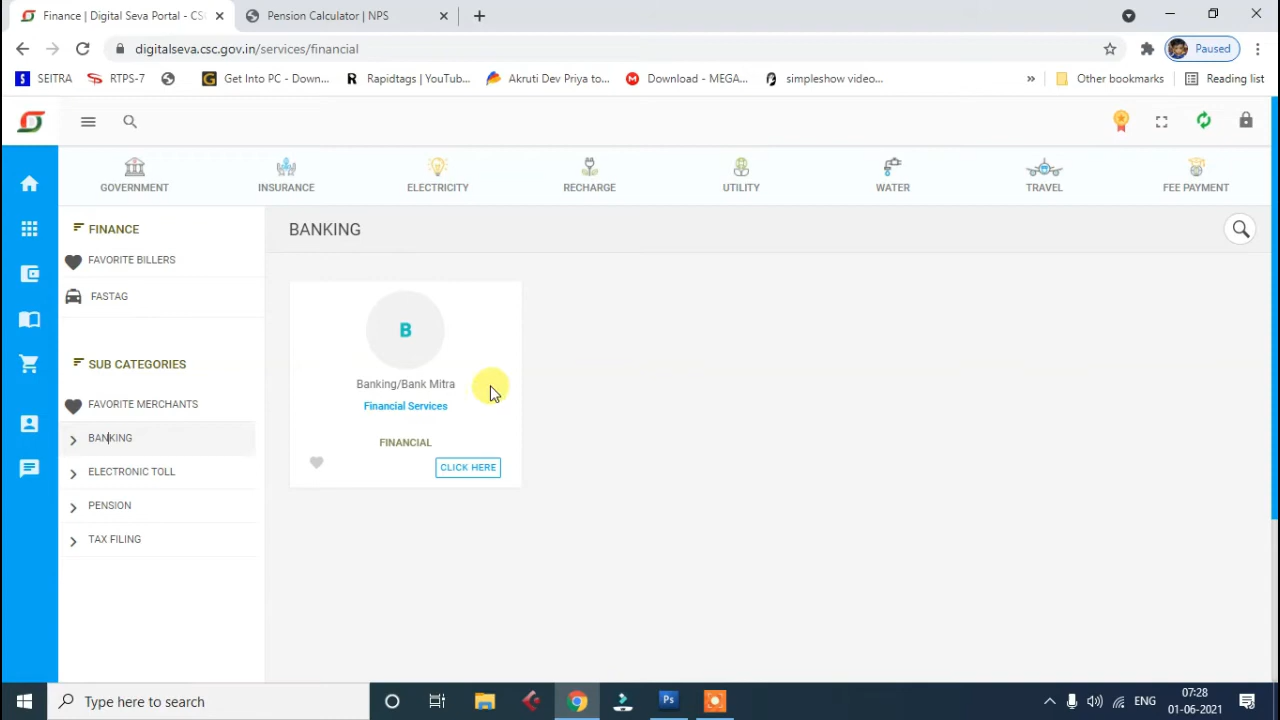 Finance | Digital Seva Portal - CS
Pension Calculator | NPS
digitalseva.csc.gov.in/services/financial
Paused
S SEITRA
RTPS-7
G Get Into PC - Down...
R Rapidtags | YouTub...
Akruti Dev Priya to...
M Download - MEGA...
simpleshow video...
»
Other bookmarks
Reading list
GOVERNMENT
INSURANCE
ELECTRICITY
RECHARGE
UTILITY
WATER
TRAVEL
FEE PAYMENT
FINANCE
FAVORITE BILLERS
FASTAG
SUB CATEGORIES
FAVORITE MERCHANTS
BANKING
ELECTRONIC TOLL
PENSION
TAX FILING
BANKING
B
Banking/Bank Mitra
Financial Services
FINANCIAL
CLICK HERE
Type here to search
Ps
ENG
07:28
01-06-2021